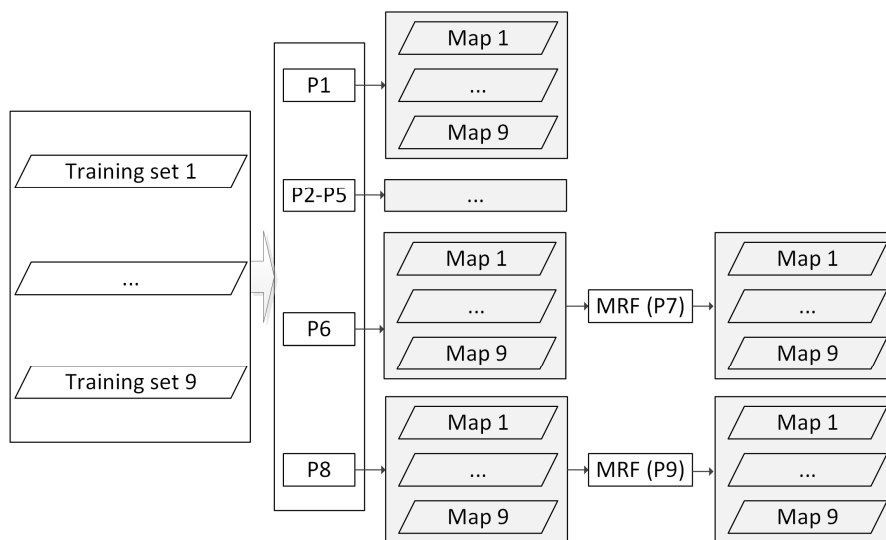 Training set 1
...
Training set 9
P1
P2-P5
P6
P8
Map 1
...
Map 9
...
Map 1
...
Map 9
MRF (P7)
Map 1
...
Map 9
Map 1
...
Map 9
MRF (P9)
Map 1
...
Map 9